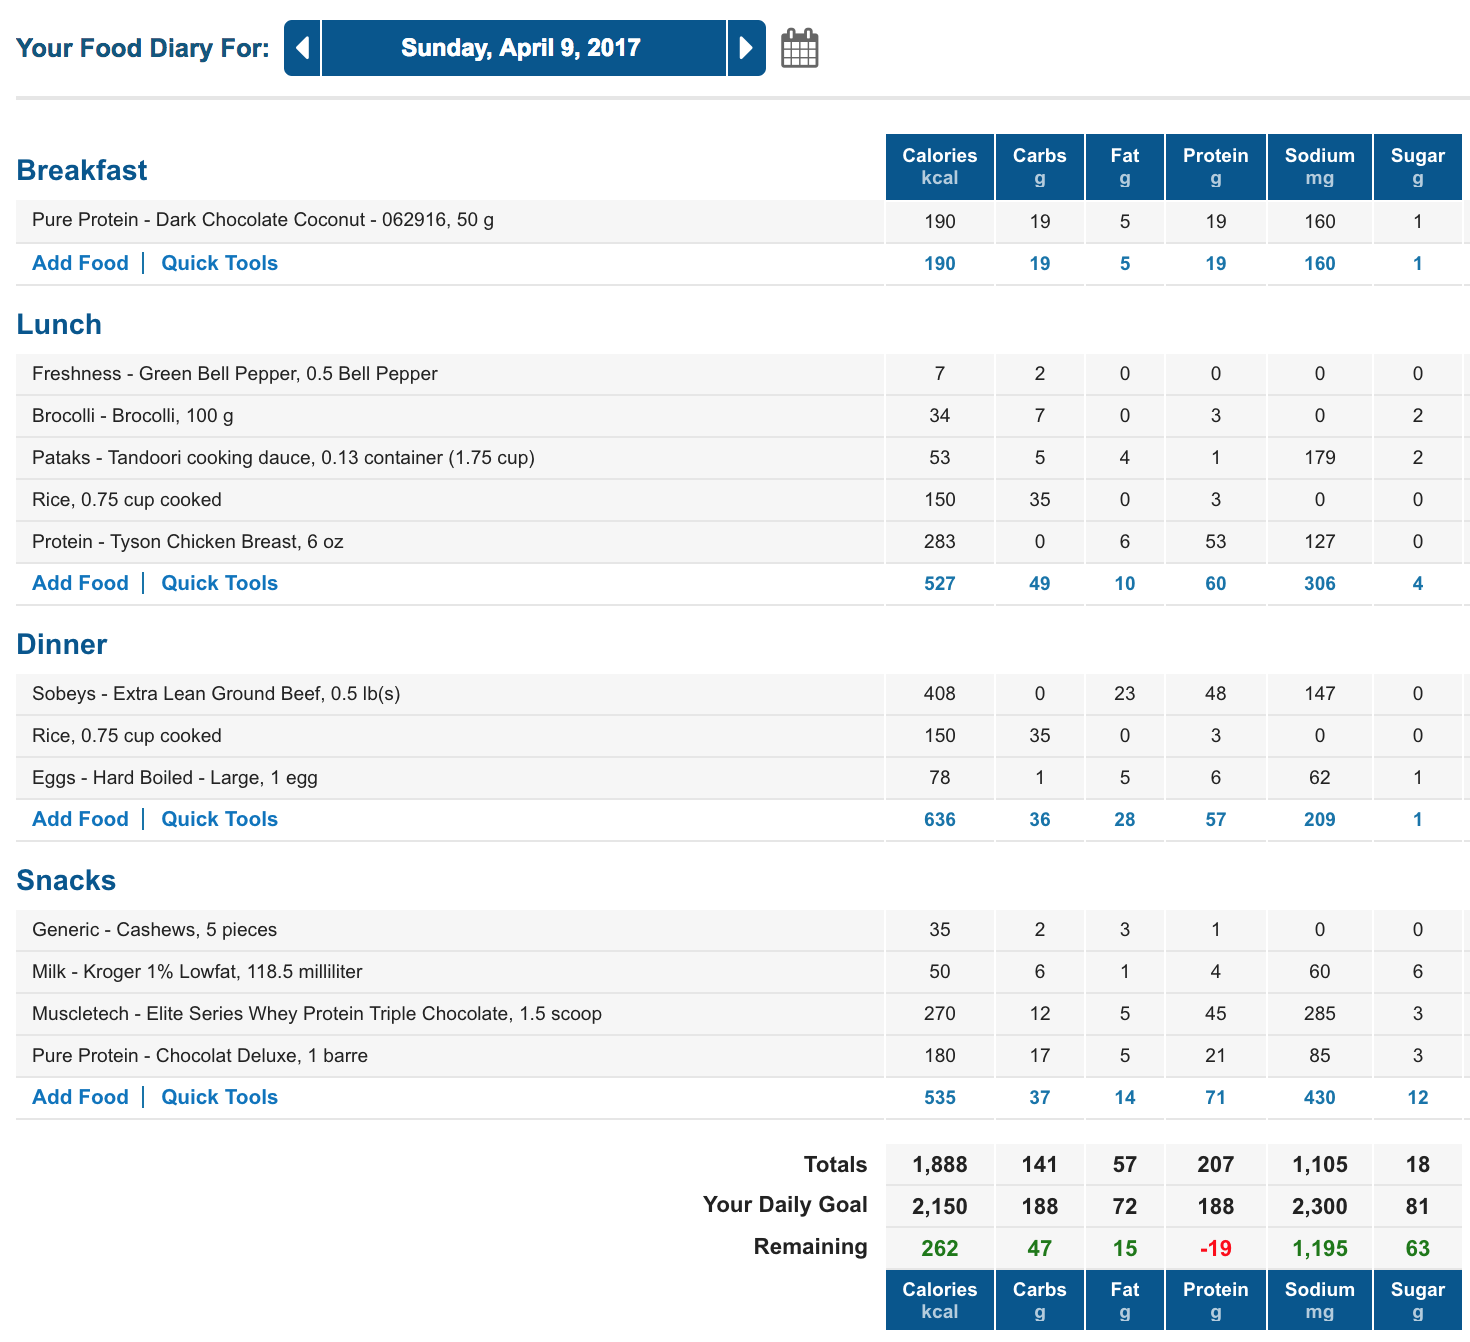 Your Food Diary For: Sunday, April 9, 2017
Breakfast Calories kcal Carbs g Fat g Protein g Sodium mg Sugar g
Pure Protein - Dark Chocolate Coconut - 062916, 50 g 190 19 5 19 160 1
Add Food | Quick Tools 190 19 5 19 160 1
Lunch
Freshness - Green Bell Pepper, 0.5 Bell Pepper 7 2 0 0 0 0
Brocolli - Brocolli, 100 g 34 7 0 3 0 2
Pataks - Tandoori cooking dauce, 0.13 container (1.75 cup) 53 5 4 1 179 2
Rice, 0.75 cup cooked 150 35 0 3 0 0
Protein - Tyson Chicken Breast, 6 oz 283 0 6 53 127 0
Add Food | Quick Tools 527 49 10 60 306 4
Dinner
Sobeys - Extra Lean Ground Beef, 0.5 lb(s) 408 0 23 48 147 0
Rice, 0.75 cup cooked 150 35 0 3 0 0
Eggs - Hard Boiled - Large, 1 egg 78 1 5 6 62 1
Add Food | Quick Tools 636 36 28 57 209 1
Snacks
Generic - Cashews, 5 pieces 35 2 3 1 0 0
Milk - Kroger 1% Lowfat, 118.5 milliliter 50 6 1 4 60 6
Muscletech - Elite Series Whey Protein Triple Chocolate, 1.5 scoop 270 12 5 45 285 3
Pure Protein - Chocolat Deluxe, 1 barre 180 17 5 21 85 3
Add Food | Quick Tools 535 37 14 71 430 12
Totals 1,888 141 57 207 1,105 18
Your Daily Goal 2,150 188 72 188 2,300 81
Remaining 262 47 15 -19 1,195 63
Calories kcal Carbs g Fat g Protein g Sodium mg Sugar g